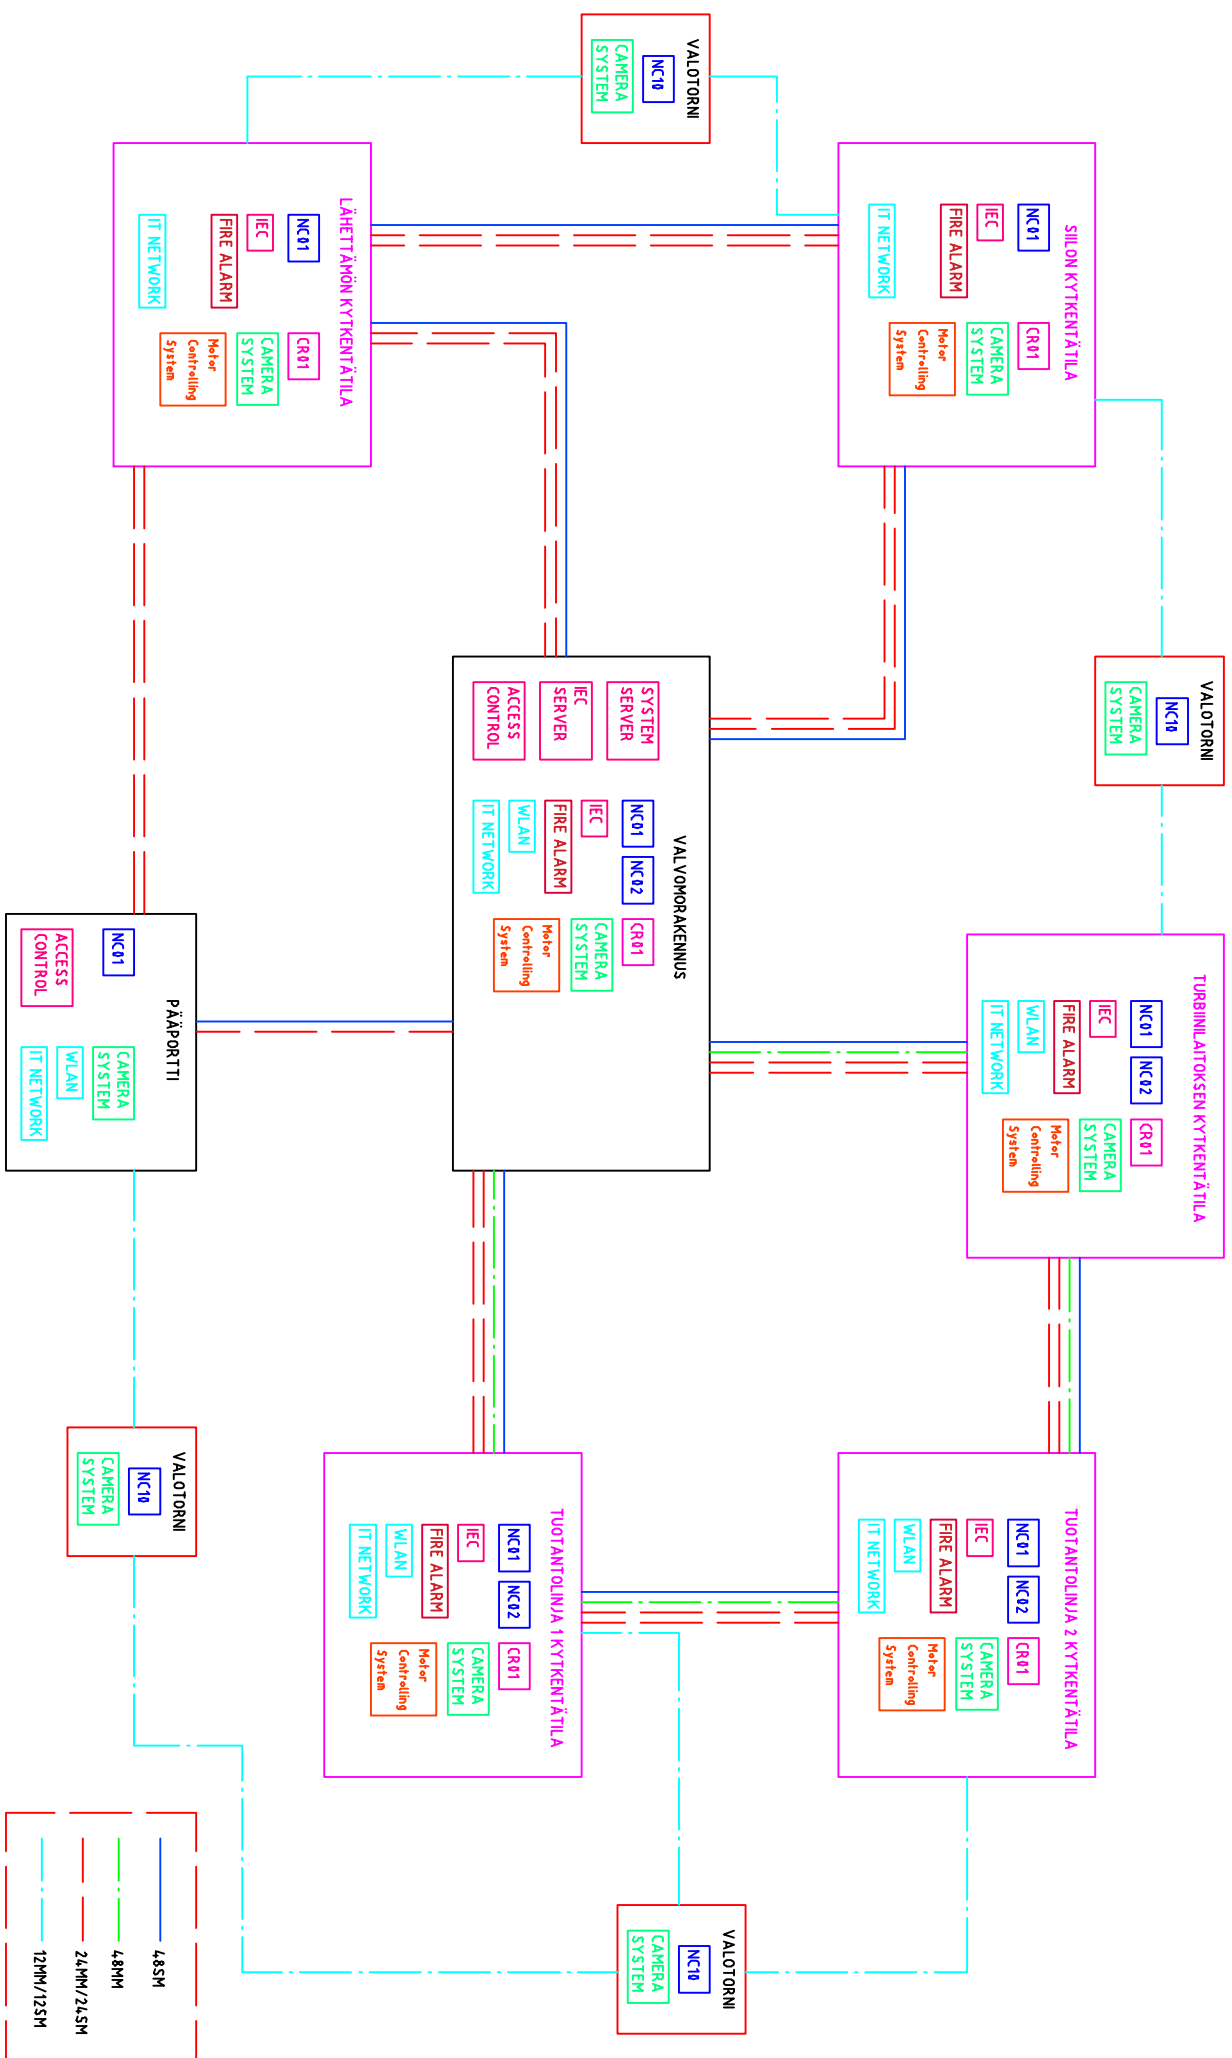 VALOTORNI
NC10
CAMERA
SYSTEM
SIILON KYTKENTÄTILA
NC01
IEC
FIRE ALARM
IT NETWORK
CR01
CAMERA
SYSTEM
Motor
Controlling
System
LÄHETTÄMÖN KYTKENTÄTILA
NC01
IEC
FIRE ALARM
IT NETWORK
CR01
CAMERA
SYSTEM
Motor
Controlling
System
VALOTORNI
NC10
CAMERA
SYSTEM
VALVOMORAKENNUS
SYSTEM
SERVER
IEC
SERVER
ACCESS
CONTROL
NC01
NC02
IEC
FIRE ALARM
WLAN
IT NETWORK
CR01
CAMERA
SYSTEM
Motor
Controlling
System
TURBIINILAITOKSEN KYTKENTÄTILA
NC01
NC02
IEC
FIRE ALARM
WLAN
IT NETWORK
CR01
CAMERA
SYSTEM
Motor
Controlling
System
PÄÄPORTTI
NC01
ACCESS
CONTROL
CAMERA
SYSTEM
WLAN
IT NETWORK
TUOTANTOLINJA 2 KYTKENTÄTILA
NC01
NC02
IEC
FIRE ALARM
WLAN
IT NETWORK
CR01
CAMERA
SYSTEM
Motor
Controlling
System
TUOTANTOLINJA 1 KYTKENTÄTILA
NC01
NC02
IEC
FIRE ALARM
WLAN
IT NETWORK
CR01
CAMERA
SYSTEM
Motor
Controlling
System
VALOTORNI
NC10
CAMERA
SYSTEM
VALOTORNI
NC10
CAMERA
SYSTEM
48SM
48MM
24MM/24SM
12MM/12SM